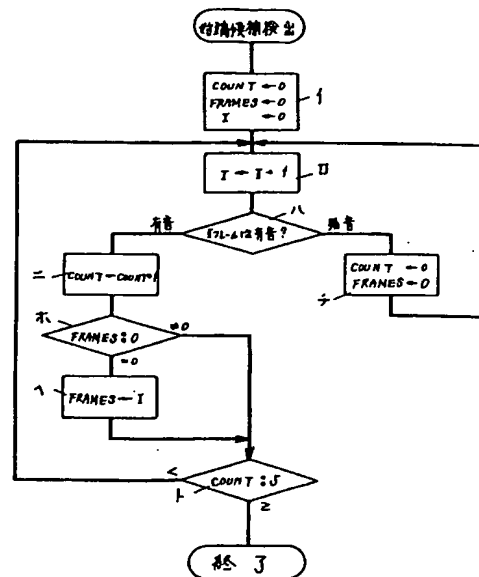 始端候補検出
COUNT ←0
FRAMES ←0
I ←0
イ
I ← I + 1
ロ
ハ
有音
Iフレームは有音?
無音
ニ
COUNT←COUNT+1
COUNT ←0
FRAMES ←0
チ
ホ
FRAMES:0
≠0
=0
ヘ
FRAMES← I
<
ト
COUNT :5
≥
終了